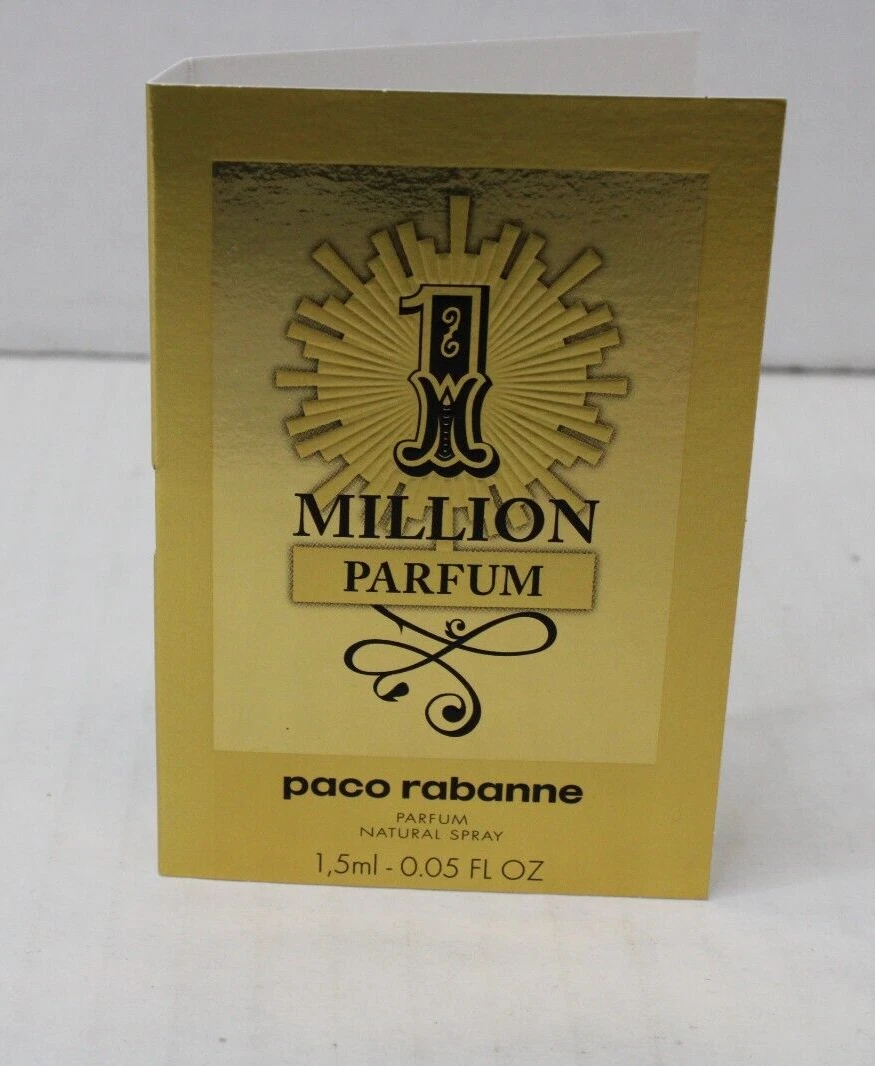 1
MILLION
PARFUM
paco rabanne
PARFUM
NATURAL SPRAY
1,5ml - 0.05 FL OZ